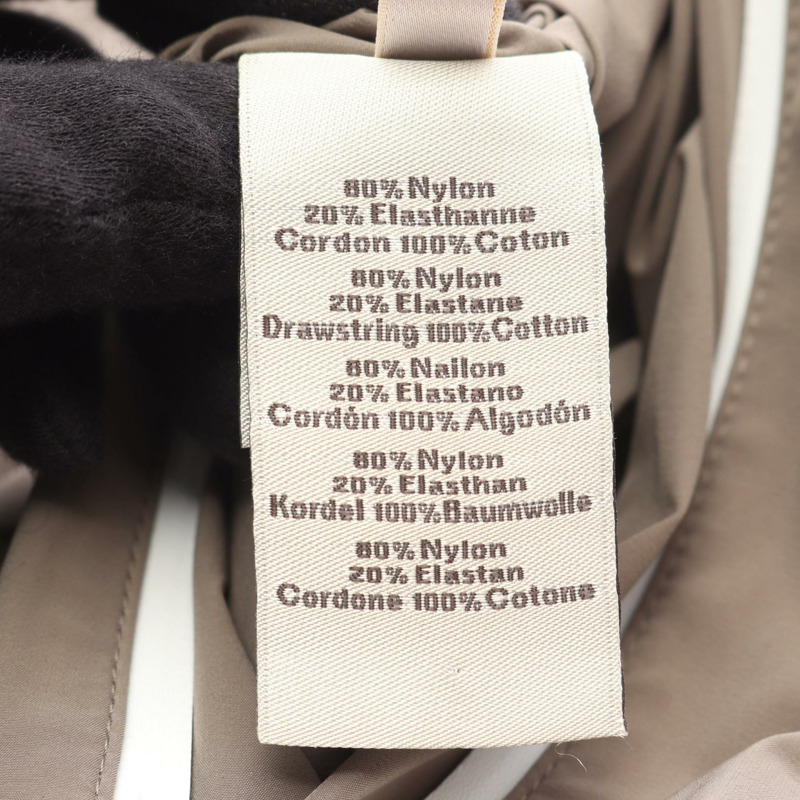 80% Nylon
20% Elasthanne
Cordon 100% Coton
80% Nylon
20% Elastane
Drawstring 100% Cotton
80% Nailon
20% Elastano
Cordón 100% Algodón
80% Nylon
20% Elasthan
Kordel 100% Baumwolle
80% Nylon
20% Elastan
Cordone 100% Cotone